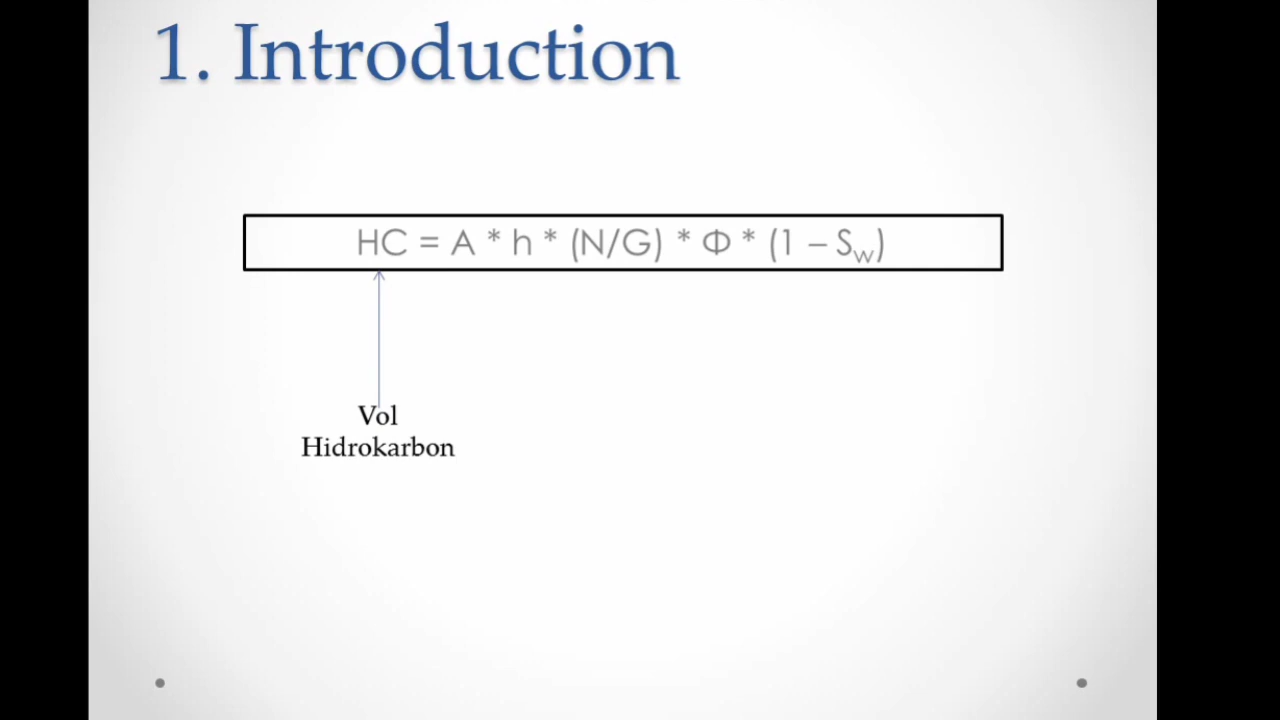 1. Introduction
HC = A * h * (N/G) * Φ * (1 – Sw)
Vol
Hidrokarbon